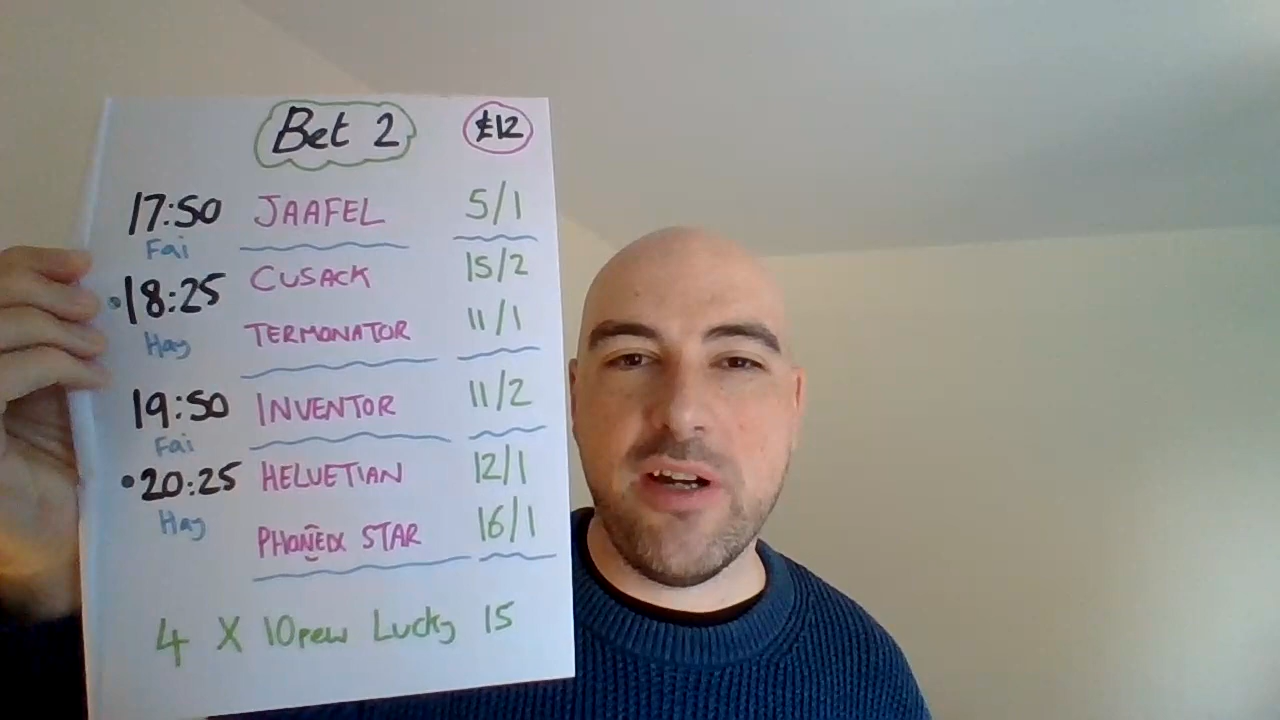 Bet 2 £12
17:50 JAAFEL 5/1
Fai
18:25 CUSACK 15/2
Hay TERMONATOR 11/1
19:50 INVENTOR 11/2
Fai
20:25 HELVETIAN 12/1
Hay STAR 16/1
4 X 10pew Lucky 15